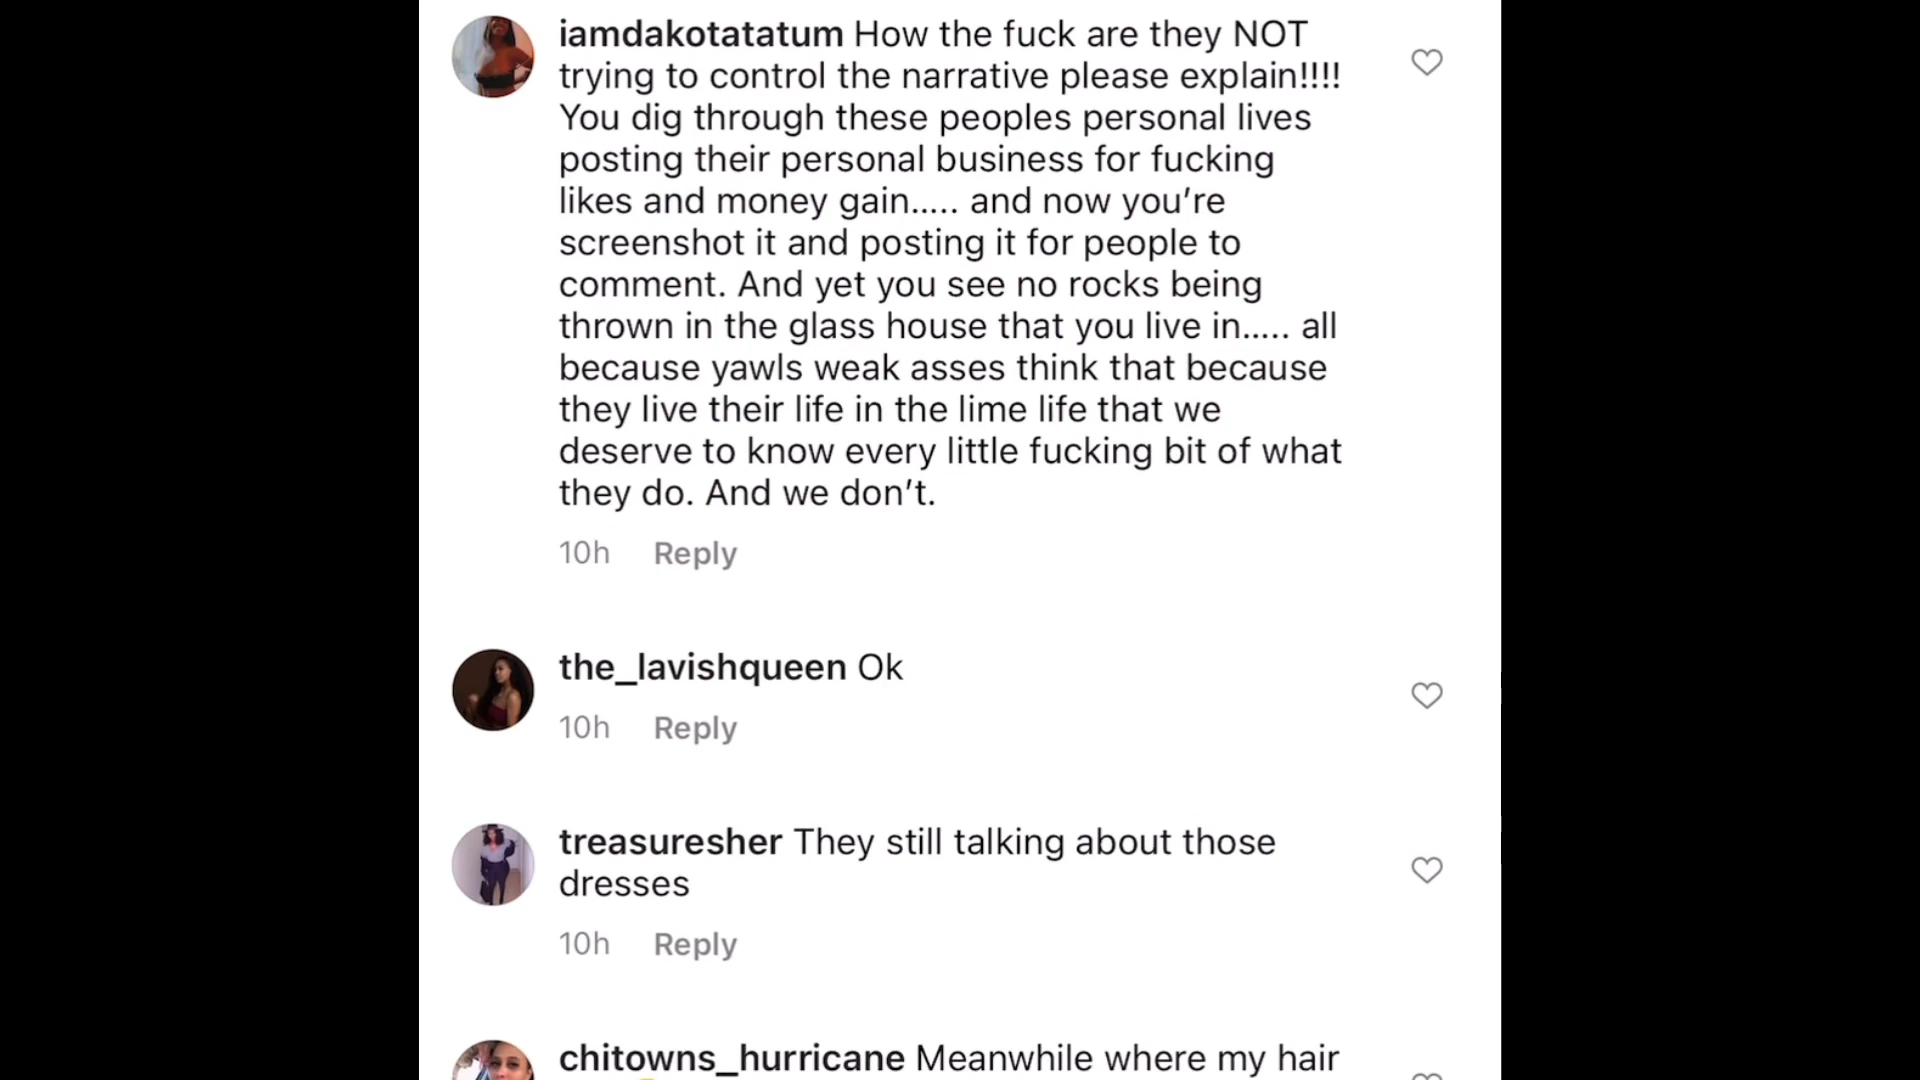 iamdakotatatum How the fuck are they NOT
trying to control the narrative please explain!!!!
You dig through these peoples personal lives
posting their personal business for fucking
likes and money gain..... and now you’re
screenshot it and posting it for people to
comment. And yet you see no rocks being
thrown in the glass house that you live in..... all
because yawls weak asses think that because
they live their life in the lime life that we
deserve to know every little fucking bit of what
they do. And we don’t.
10h Reply
the_lavishqueen Ok
10h Reply
treasuresher They still talking about those
dresses
10h Reply
chitowns_hurricane Meanwhile where my hair